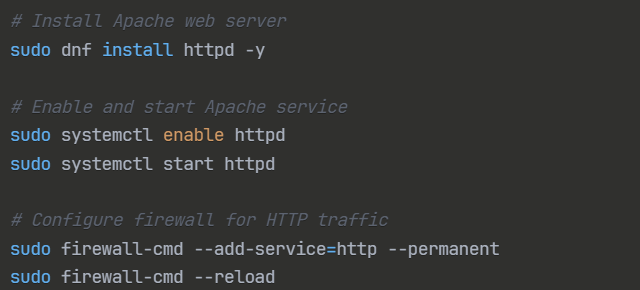 # Install Apache web server
sudo dnf install httpd -y
# Enable and start Apache service
sudo systemctl enable httpd
sudo systemctl start httpd
# Configure firewall for HTTP traffic
sudo firewall-cmd --add-service=http --permanent
sudo firewall-cmd --reload